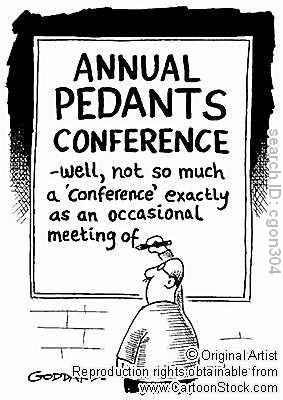 ANNUAL
PEDANTS
CONFERENCE
-well, not so much
a 'conference' exactly
as an occasional
meeting of
search ID: cgon304
GODDARD
© Original Artist
Reproduction rights obtainable from
www.CartoonStock.com